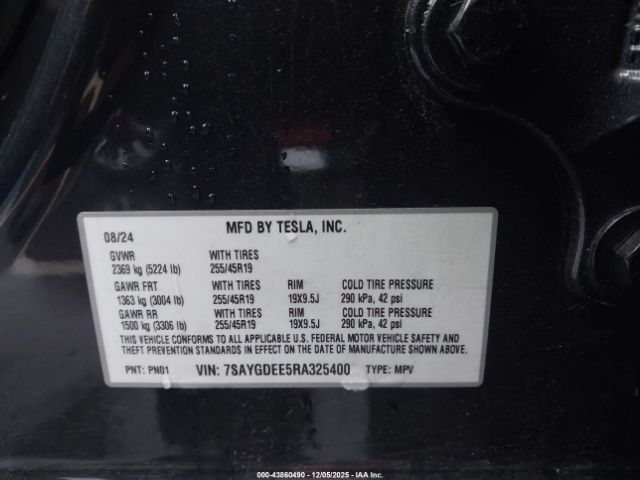 MFD BY TESLA, INC.
08/24
GVWR WITH TIRES
2369 kg (5224 lb) 255/45R19
GAWR FRT WITH TIRES RIM COLD TIRE PRESSURE
1363 kg (3004 lb) 255/45R19 19X9.5J 290 kPa, 42 psi
GAWR RR WITH TIRES RIM COLD TIRE PRESSURE
1500 kg (3306 lb) 255/45R19 19X9.5J 290 kPa, 42 psi
THIS VEHICLE CONFORMS TO ALL APPLICABLE U.S. FEDERAL MOTOR VEHICLE SAFETY AND
THEFT PREVENTION STANDARDS IN EFFECT ON THE DATE OF MANUFACTURE SHOWN ABOVE.
PNT: PN01 VIN: 7SAYGDEE5RA325400 TYPE: MPV
000-43860490 - 12/05/2025 - IAA Inc.